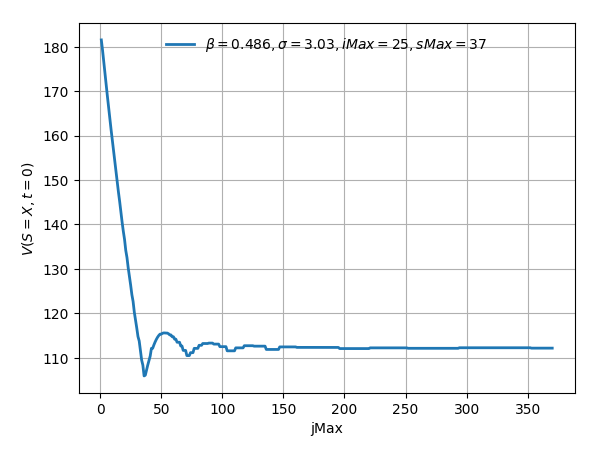 β = 0.486, σ = 3.03, iMax = 25, sMax = 37
180
170
160
150
140
130
120
110
V(S = X, t = 0)
0 50 100 150 200 250 300 350
jMax